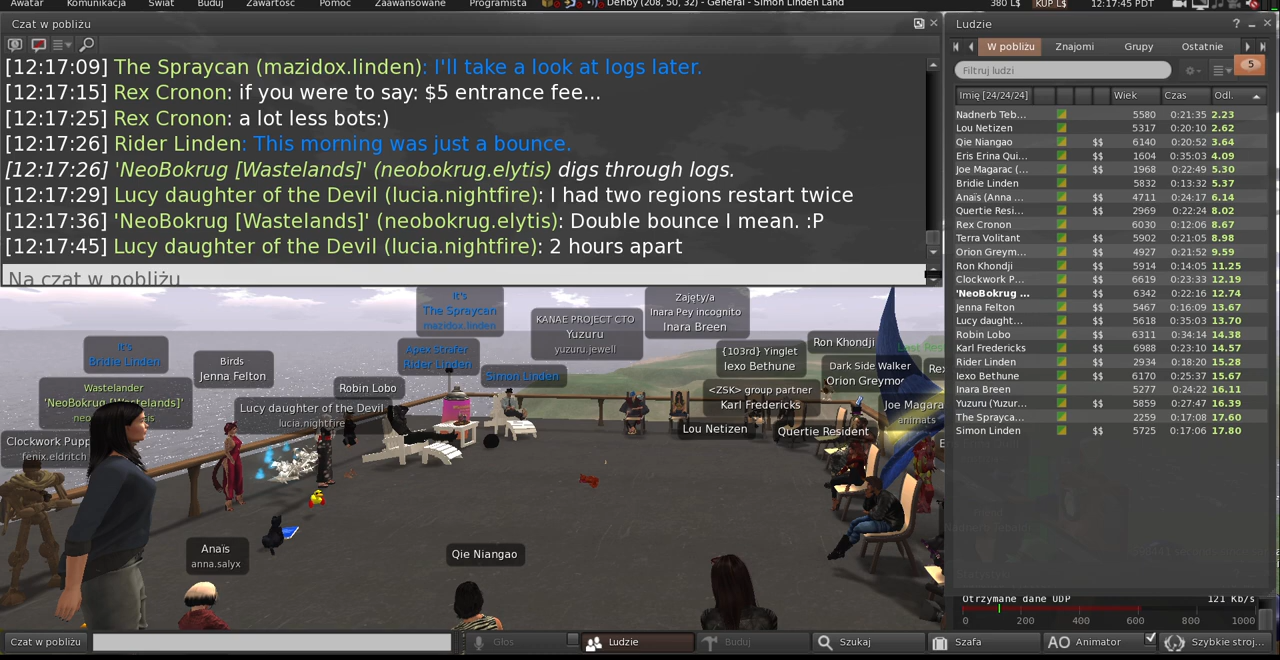 Awatar Komunikacja Świat Buduj Zawartość Pomoc Zaawansowane Programista Denby (208, 50, 32) - General - Simon Linden Land 380 L$ KUP L$ 12:17:45 PDT
Czat w pobliżu
[12:17:09] The Spraycan (mazidox.linden): I'll take a look at logs later.
[12:17:15] Rex Cronon: if you were to say: $5 entrance fee...
[12:17:25] Rex Cronon: a lot less bots:)
[12:17:26] Rider Linden: This morning was just a bounce.
[12:17:26] 'NeoBokrug [Wastelands]' (neobokrug.elytis) digs through logs.
[12:17:29] Lucy daughter of the Devil (lucia.nightfire): I had two regions restart twice
[12:17:36] 'NeoBokrug [Wastelands]' (neobokrug.elytis): Double bounce I mean. :P
[12:17:45] Lucy daughter of the Devil (lucia.nightfire): 2 hours apart
Na czat w pobliżu
It's
The Spraycan
mazidox.linden
KANAE PROJECT CTO
Yuzuru
yuzuru.jewell
Zajęty/a
Inara Pey incognito
Inara Breen
It's
Bridie Linden
Birds
Jenna Felton
Apex Strafer
Rider Linden
Simon Linden
{103rd} Yinglet
Iexo Bethune
Ron Khondji
Dark Side Walker
Orion Greymoo
Wastelander
'NeoBokrug [Wastelands]'
Robin Lobo
Lucy daughter of the Devil
lucia.nightfire
<ZSK> group partner
Karl Fredericks
Joe Magara
animats
Lou Netizen
Quertie Resident
Clockwork Pupp
fenix.eldritch
Anaïs
anna.salyx
Qie Niangao
Ludzie
W pobliżu Znajomi Grupy Ostatnie
Filtruj ludzi
5
Imię [24/24/24] Wiek Czas Odl.
Nadnerb Teb... 5580 0:21:35 2.23
Lou Netizen 5317 0:20:10 2.62
Qie Niangao $$ 6140 0:20:52 3.64
Eris Erina Qui... $$ 1604 0:35:03 4.09
Joe Magarac (... $$ 1968 0:22:49 5.30
Bridie Linden 5832 0:13:32 5.37
Anaïs (Anna ... $$ 4711 0:24:17 6.14
Quertie Resi... $$ 2969 0:22:24 8.02
Rex Cronon 6030 0:12:06 8.67
Terra Volitant $$ 5902 0:21:05 8.98
Orion Greym... $$ 4927 0:21:52 9.59
Ron Khondji $$ 5914 0:14:05 11.25
Clockwork P... $$ 6619 0:23:33 12.19
'NeoBokrug ... $$ 6342 0:22:16 12.74
Jenna Felton $$ 5467 0:16:09 13.67
Lucy daught... $$ 5618 0:35:03 13.70
Robin Lobo $$ 6311 0:34:14 14.38
Karl Fredericks $$ 6988 0:23:10 14.57
Rider Linden $$ 2934 0:18:20 15.28
Iexo Bethune $$ 6170 0:25:37 15.67
Inara Breen 5277 0:24:22 16.11
Yuzuru (Yuzur... $$ 5859 0:27:47 16.39
The Sprayca... 2259 0:17:08 17.60
Simon Linden $$ 5725 0:17:06 17.80
Otrzymane dane UDP 121 Kb/s
0 200 400 600 800 1000
Czat w pobliżu Głos Ludzie Buduj Szukaj Szafa AO Animator Szybkie stroj...